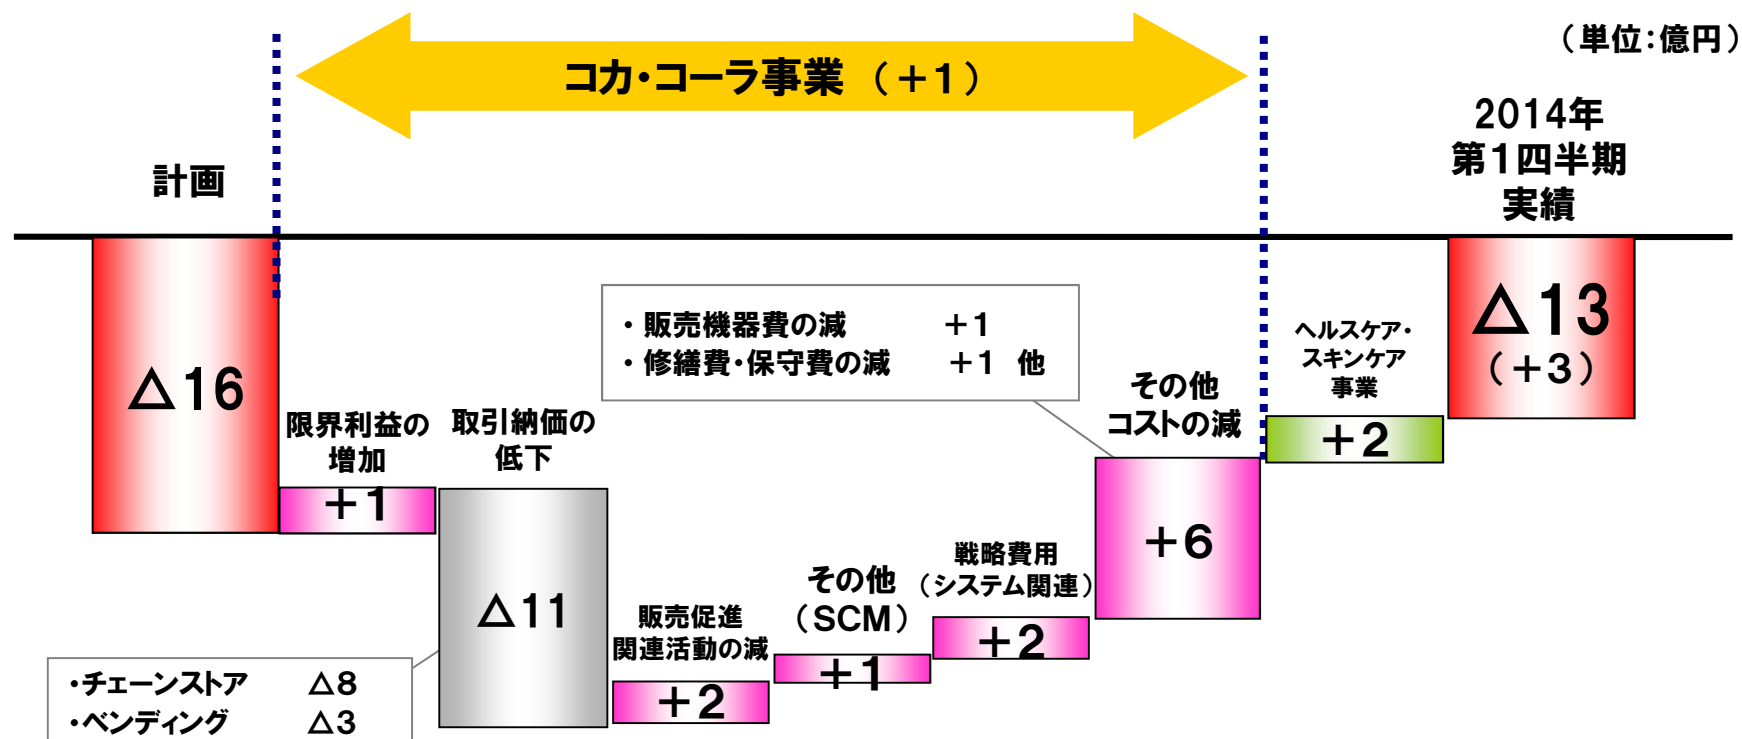 (単位:億円)
コカ・コーラ事業 (+1)
計画
2014年
第1四半期
実績
△16
限界利益の
増加
+1
取引納価の
低下
△11
・チェーンストア △8
・ベンディング △3
販売促進
関連活動の減
+2
その他
(SCM)
+1
戦略費用
(システム関連)
+2
・販売機器費の減 +1
・修繕費・保守費の減 +1 他
その他
コストの減
+6
ヘルスケア・
スキンケア
事業
+2
△13
(+3)